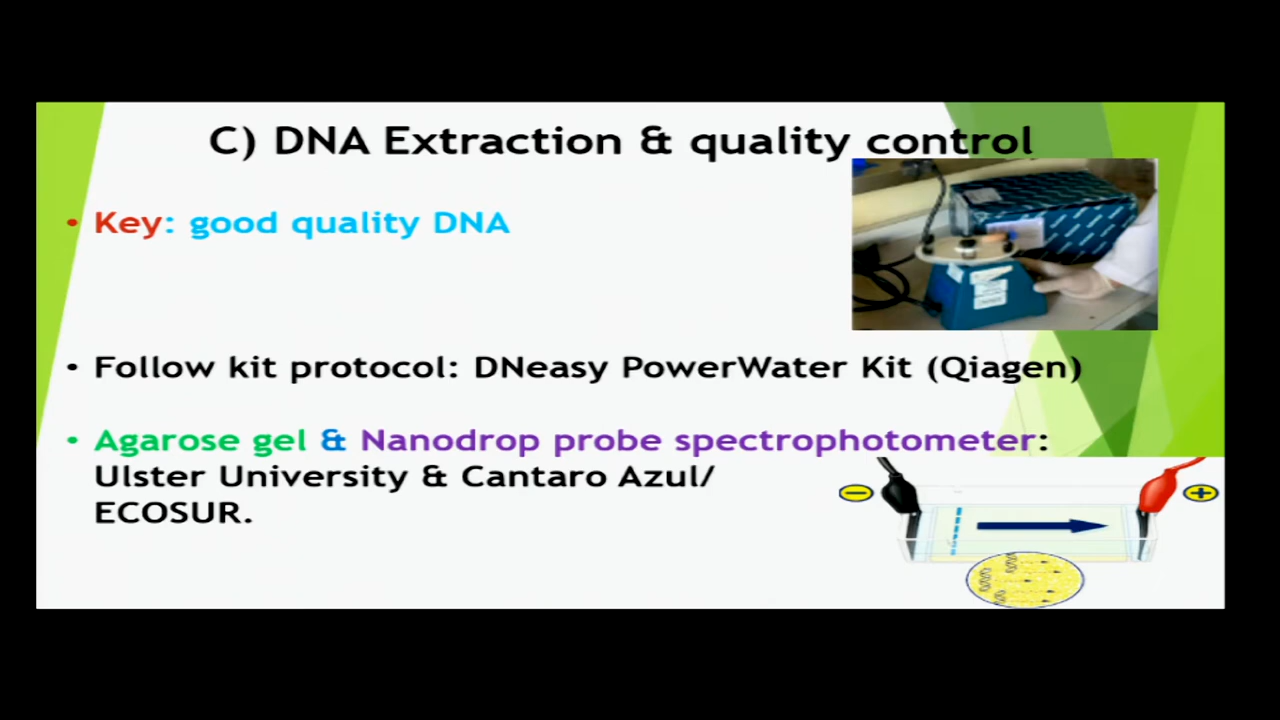 C) DNA Extraction & quality control
• Key: good quality DNA
• Follow kit protocol: DNeasy PowerWater Kit (Qiagen)
• Agarose gel & Nanodrop probe spectrophotometer:
Ulster University & Cantaro Azul/
ECOSUR.